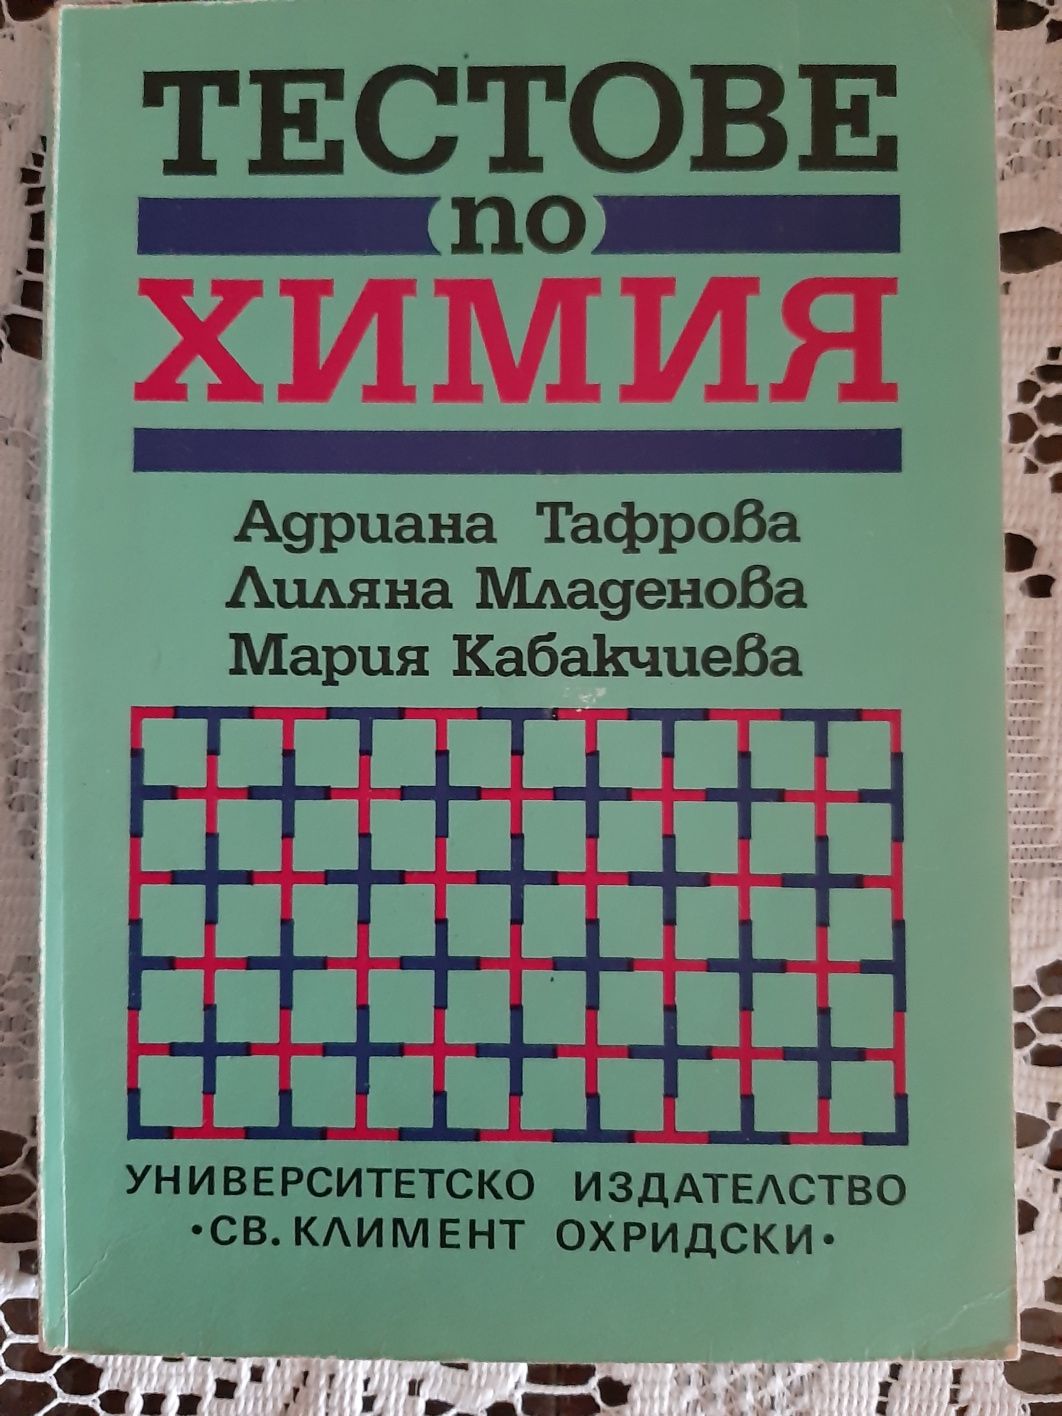 ТЕСТОВЕ
по
ХИМИЯ
Адриана Тафрова
Лиляна Младенова
Мария Кабакчиева
УНИВЕРСИТЕТСКО ИЗДАТЕЛСТВО
•СВ. КЛИМЕНТ ОХРИДСКИ•